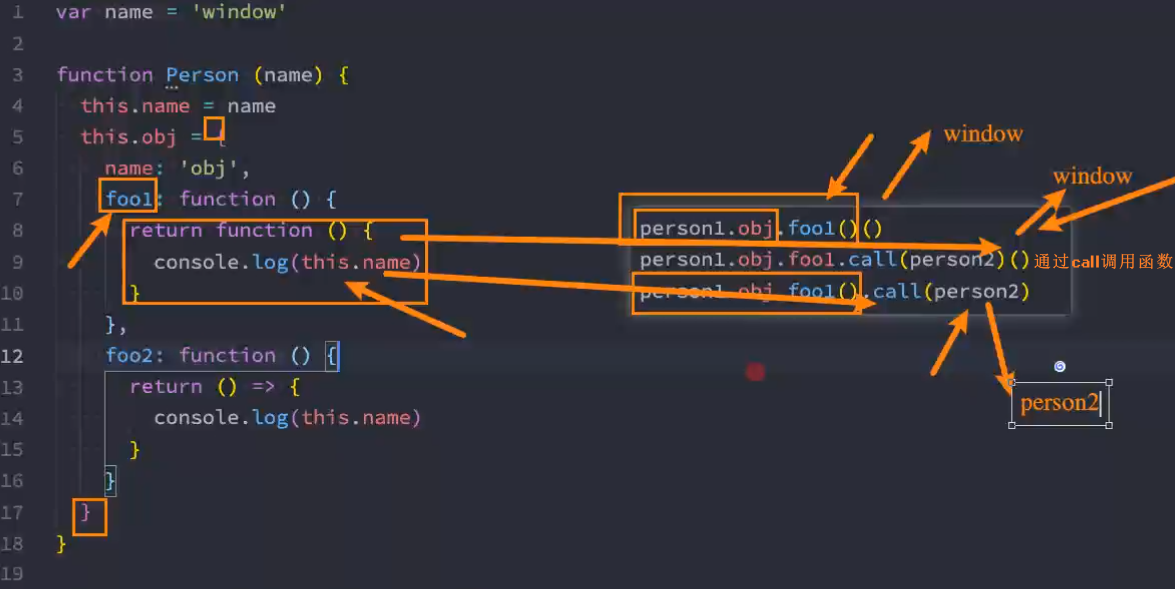 1 var name = 'window'
2
3 function Person (name) {
4 this.name = name
5 this.obj = {
6 name: 'obj',
7 foo1: function () {
8 return function () {
9 console.log(this.name)
10 }
11 },
12 foo2: function () {
13 return () => {
14 console.log(this.name)
15 }
16 }
17 }
18 }
19
window
window
person1.obj.foo1()()
person1.obj.foo1.call(person2)() 通过call调用函数
person1.obj.foo1().call(person2)
person2